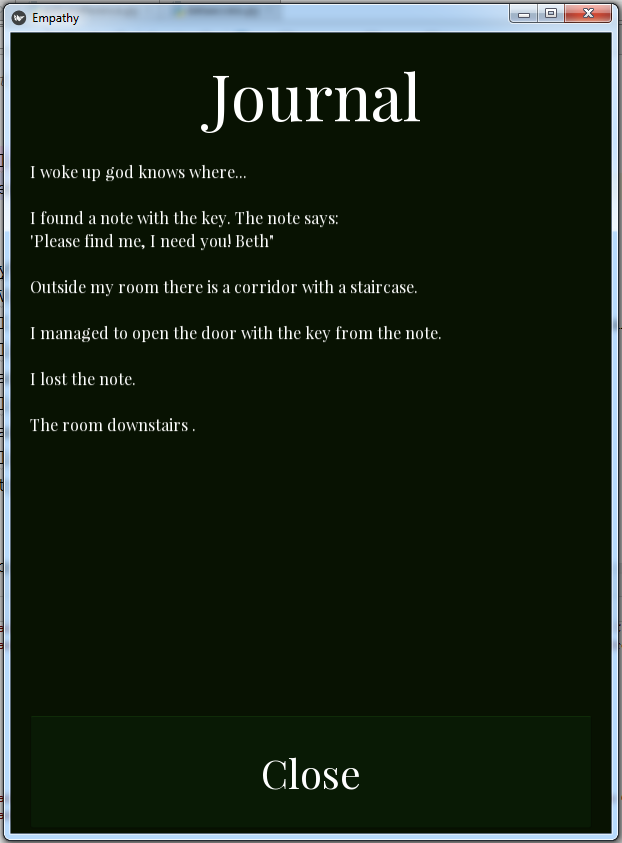 Empathy
Journal
I woke up god knows where...
I found a note with the key. The note says:
'Please find me, I need you! Beth"
Outside my room there is a corridor with a staircase.
I managed to open the door with the key from the note.
I lost the note.
The room downstairs .
Close